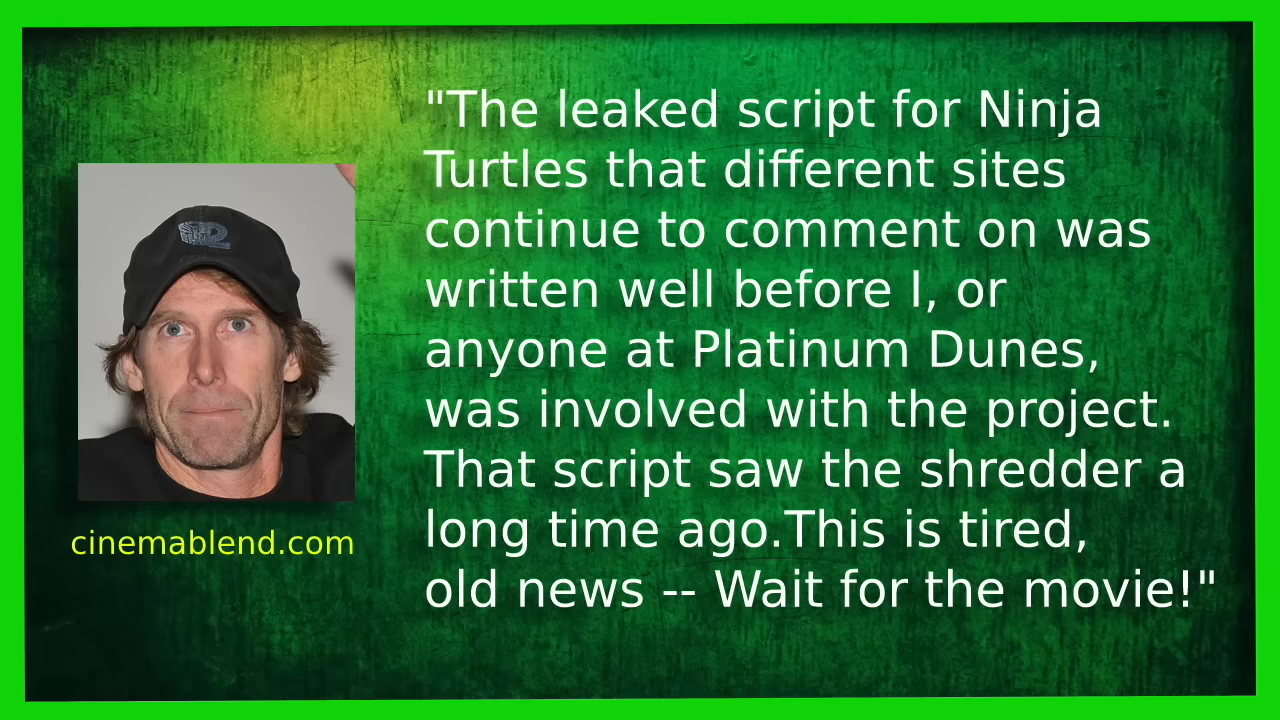 "The leaked script for Ninja
Turtles that different sites
continue to comment on was
written well before I, or
anyone at Platinum Dunes,
was involved with the project.
That script saw the shredder a
long time ago.This is tired,
old news -- Wait for the movie!"
cinemablend.com